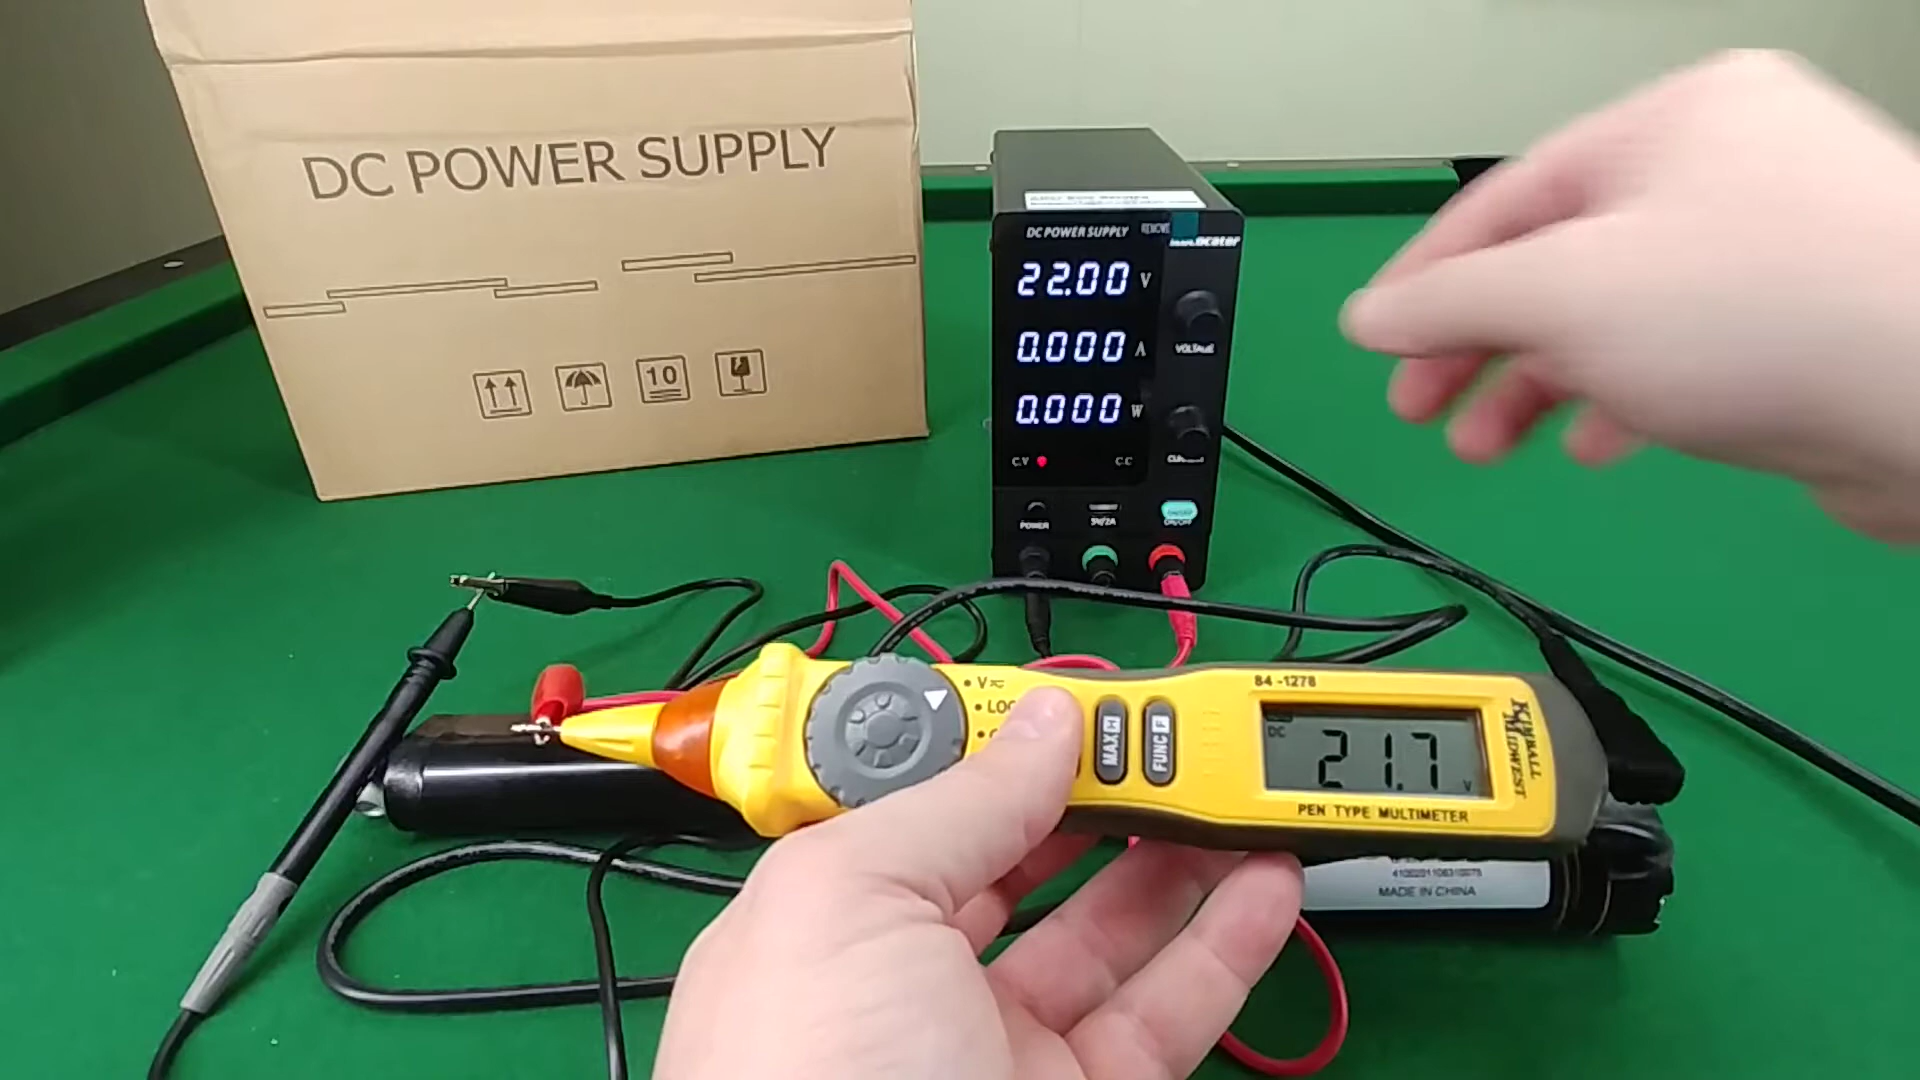 DC POWER SUPPLY
10
DC POWER SUPPLY
REMOVE
22.00 V
0.000 A
0.000 W
C.V
C.C
VOLTAGE
POWER
5V/2A
ON/OFF
V
84-1278
MAX H
FUNC F
DC
21.7 V
KIMBALL
MIDWEST
PEN TYPE MULTIMETER
MADE IN CHINA